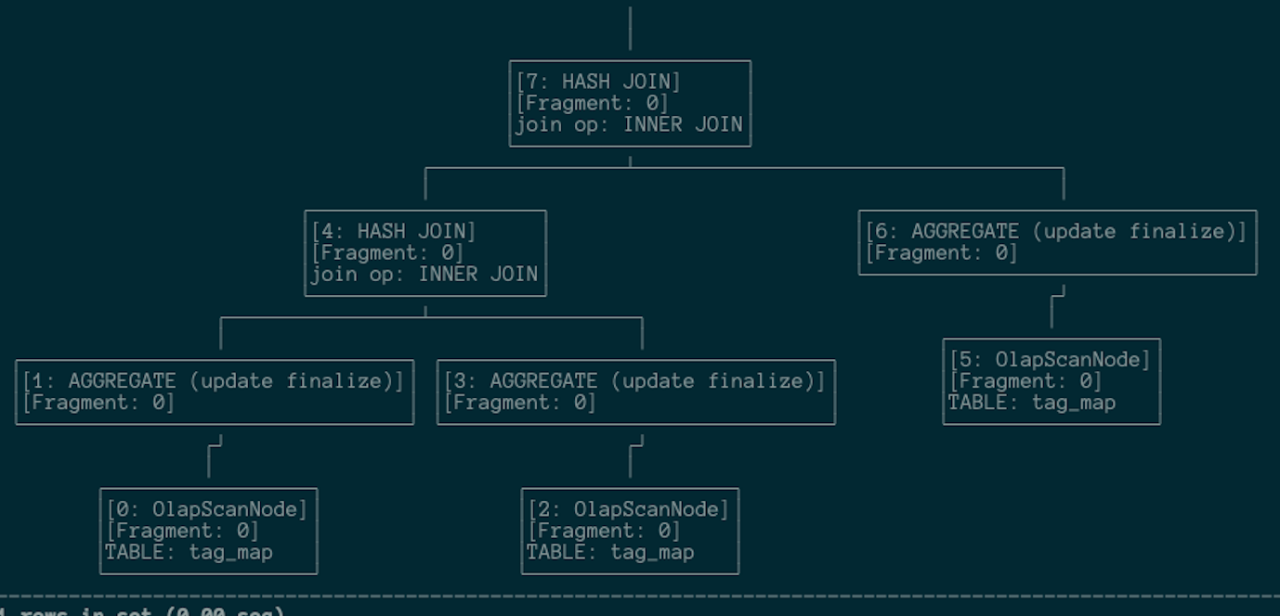 [7: HASH JOIN]
[Fragment: 0]
join op: INNER JOIN
[4: HASH JOIN]
[Fragment: 0]
join op: INNER JOIN
[6: AGGREGATE (update finalize)]
[Fragment: 0]
[1: AGGREGATE (update finalize)]
[Fragment: 0]
[3: AGGREGATE (update finalize)]
[Fragment: 0]
[5: OlapScanNode]
[Fragment: 0]
TABLE: tag_map
[0: OlapScanNode]
[Fragment: 0]
TABLE: tag_map
[2: OlapScanNode]
[Fragment: 0]
TABLE: tag_map
rows in set (0.00 sec)